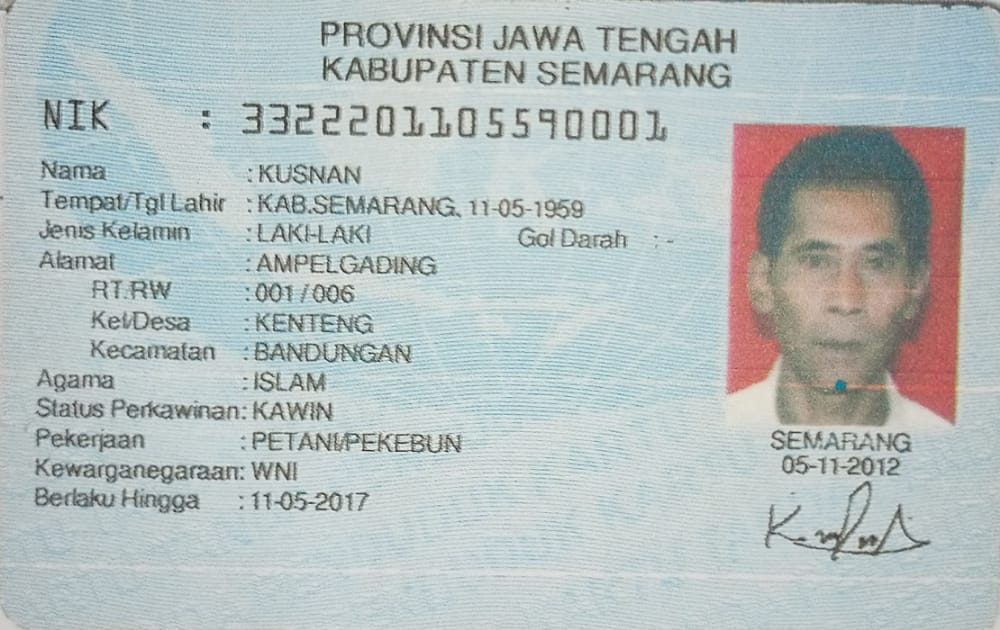 PROVINSI JAWA TENGAH
KABUPATEN SEMARANG
NIK : 3322201105590001
Nama : KUSNAN
Tempat/Tgl Lahir : KAB.SEMARANG, 11-05-1959
Jenis Kelamin : LAKI-LAKI Gol Darah : -
Alamat : AMPELGADING
RT.RW : 001 / 006
Kel/Desa : KENTENG
Kecamatan : BANDUNGAN
Agama : ISLAM
Status Perkawinan: KAWIN
Pekerjaan : PETANI/PEKEBUN
Kewarganegaraan: WNI
Berlaku Hingga : 11-05-2017
SEMARANG
05-11-2012